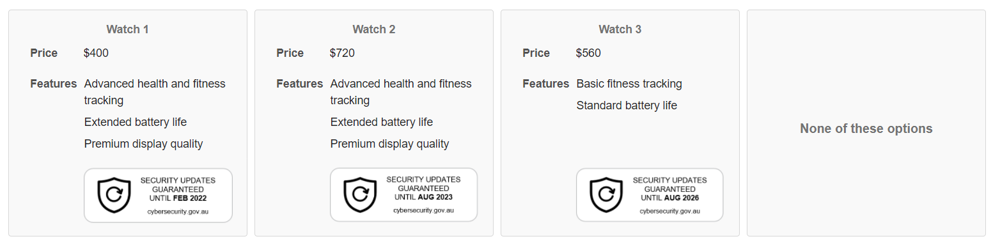 Watch 1
Price $400
Features Advanced health and fitness
tracking
Extended battery life
Premium display quality
SECURITY UPDATES
GUARANTEED
UNTIL FEB 2022
cybersecurity.gov.au
Watch 2
Price $720
Features Advanced health and fitness
tracking
Extended battery life
Premium display quality
SECURITY UPDATES
GUARANTEED
UNTIL AUG 2023
cybersecurity.gov.au
Watch 3
Price $560
Features Basic fitness tracking
Standard battery life
SECURITY UPDATES
GUARANTEED
UNTIL AUG 2026
cybersecurity.gov.au
None of these options